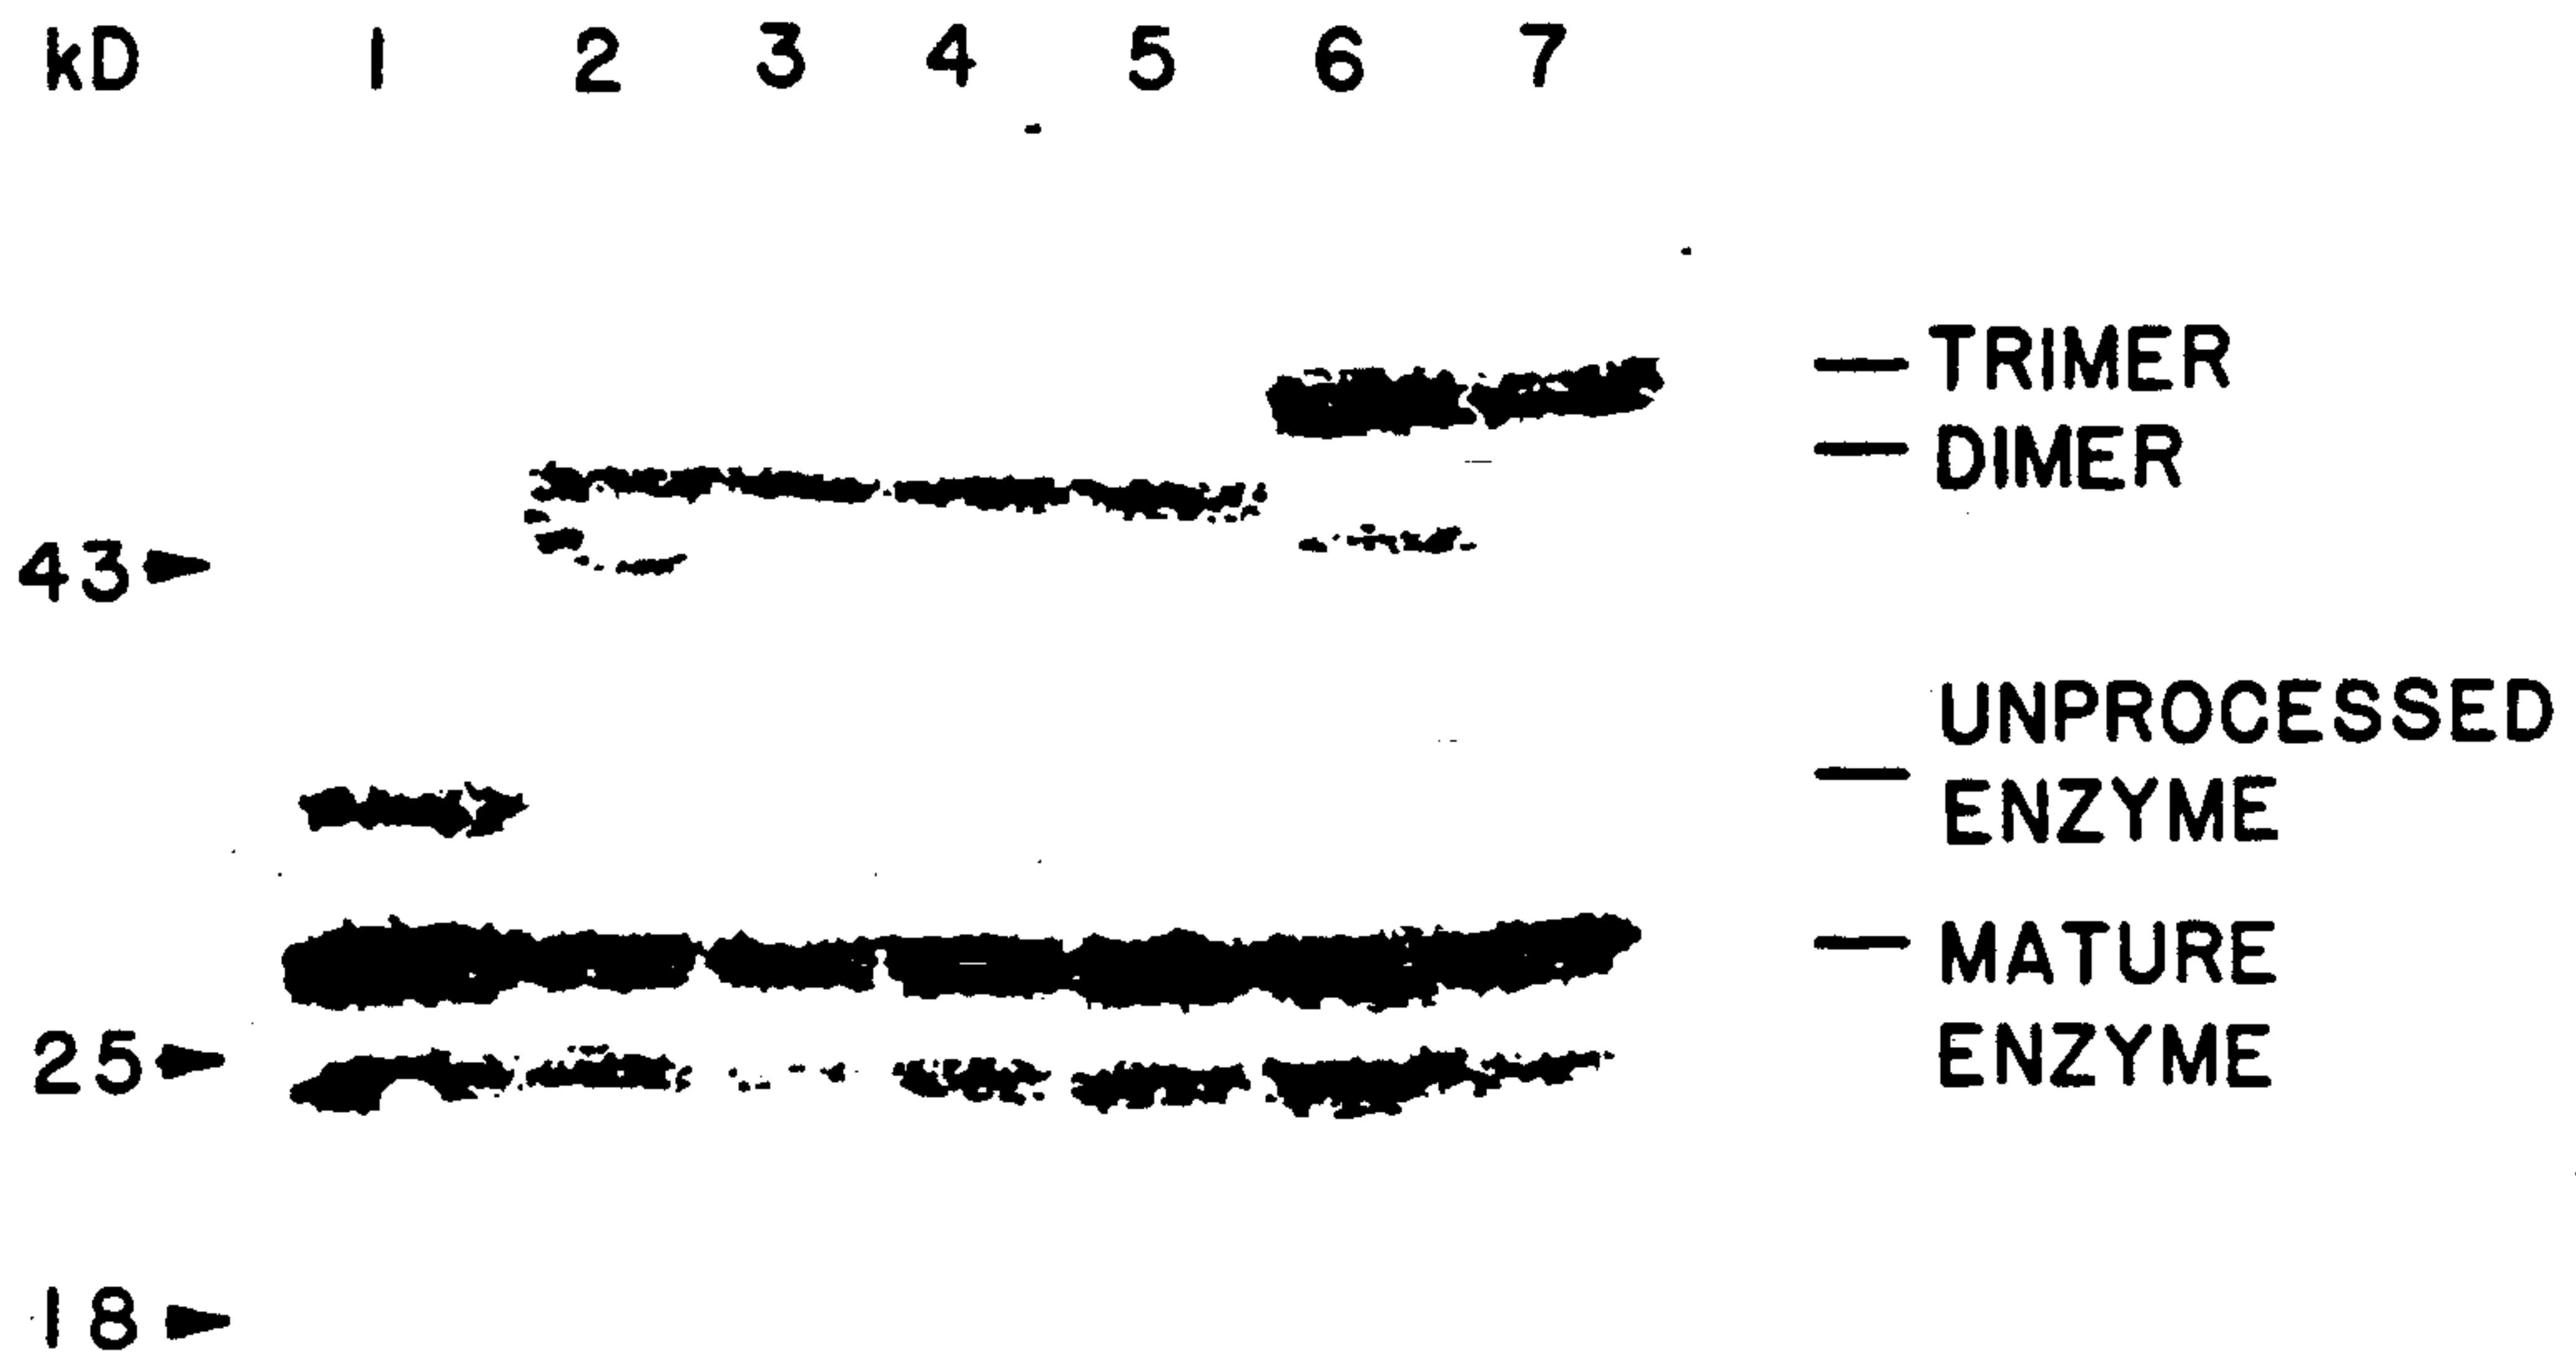 kD 1 2 3 4 5 6 7
TRIMER
DIMER
43
UNPROCESSED
ENZYME
MATURE
ENZYME
25
18